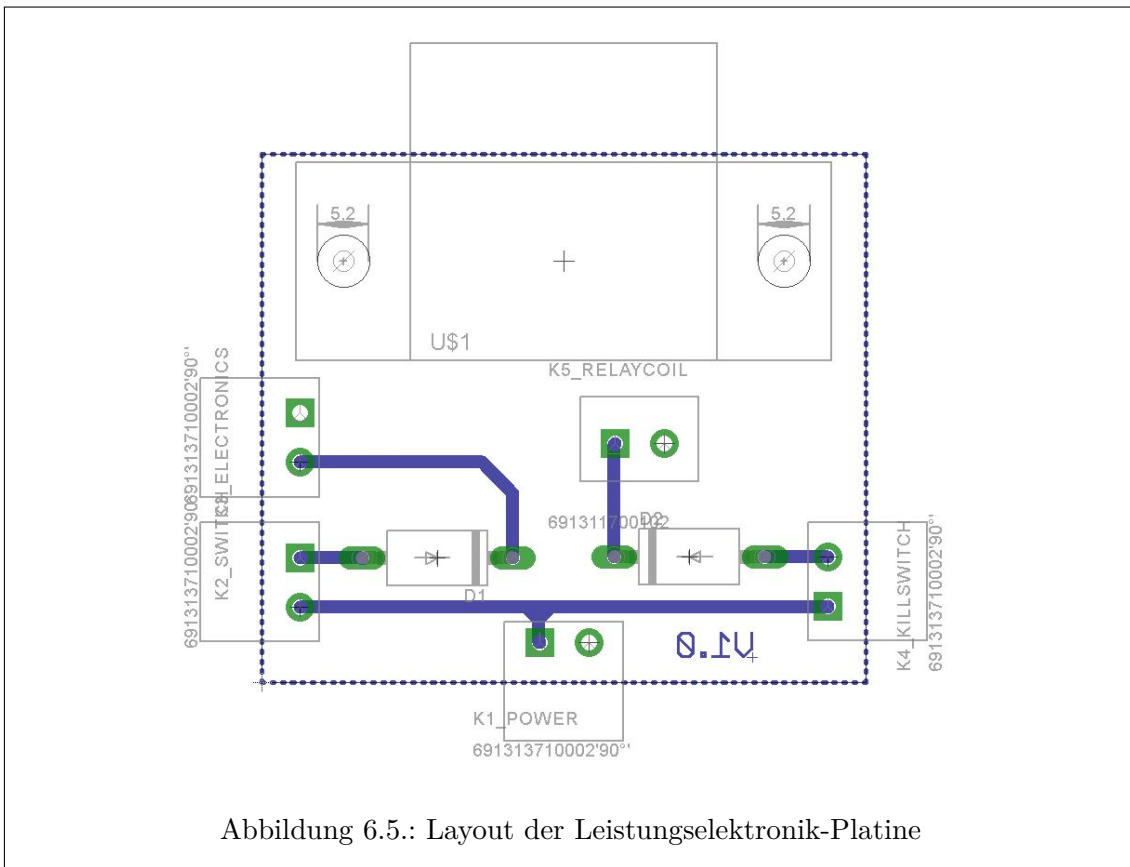 5,2
5,2
U$1
K5_RELAYCOIL
691313710002'90°'
K3_ELECTRONICS
691311700102
D2
691313710002'90°'
K2_SWITCH
D1
K4_KILLSWITCH
691313710002'90°'
V1.0
K1_POWER
691313710002'90°'
Abbildung 6.5.: Layout der Leistungselektronik-Platine